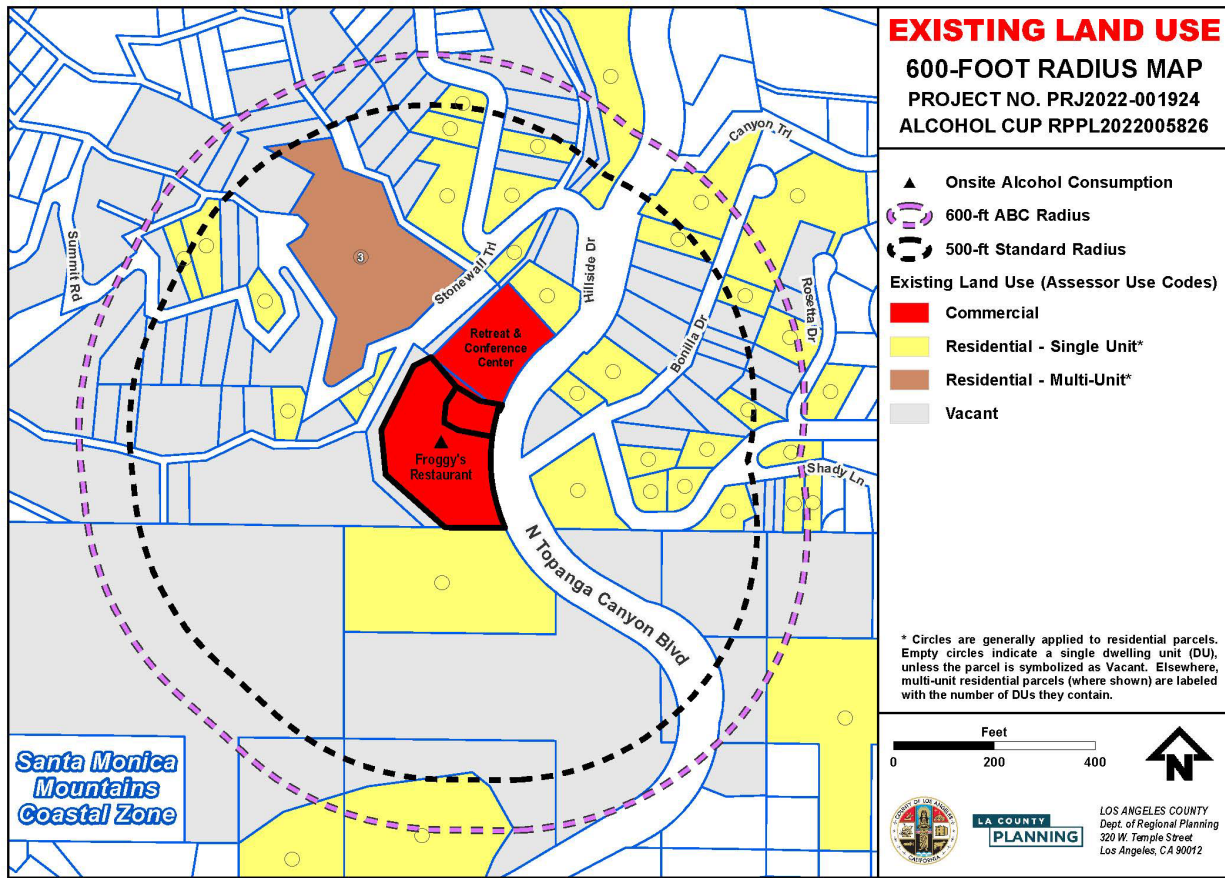 EXISTING LAND USE
600-FOOT RADIUS MAP
PROJECT NO. PRJ2022-001924
ALCOHOL CUP RPPL2022005826
Onsite Alcohol Consumption
600-ft ABC Radius
500-ft Standard Radius
Existing Land Use (Assessor Use Codes)
Commercial
Residential - Single Unit*
Residential - Multi-Unit*
Vacant
* Circles are generally applied to residential parcels.
Empty circles indicate a single dwelling unit (DU),
unless the parcel is symbolized as Vacant. Elsewhere,
multi-unit residential parcels (where shown) are labeled
with the number of DUs they contain.
Feet
0 200 400
N
LA COUNTY
PLANNING
LOS ANGELES COUNTY
Dept. of Regional Planning
320 W. Temple Street
Los Angeles, CA 90012
COUNTY OF LOS ANGELES
CALIFORNIA
Canyon Trl
Summit Rd
3
Stonewall Trl
Hillside Dr
Rosetta Dr
Bonilla Dr
Retreat &
Conference
Center
Froggy's
Restaurant
Shady Ln
N Topanga Canyon Blvd
Santa Monica
Mountains
Coastal Zone